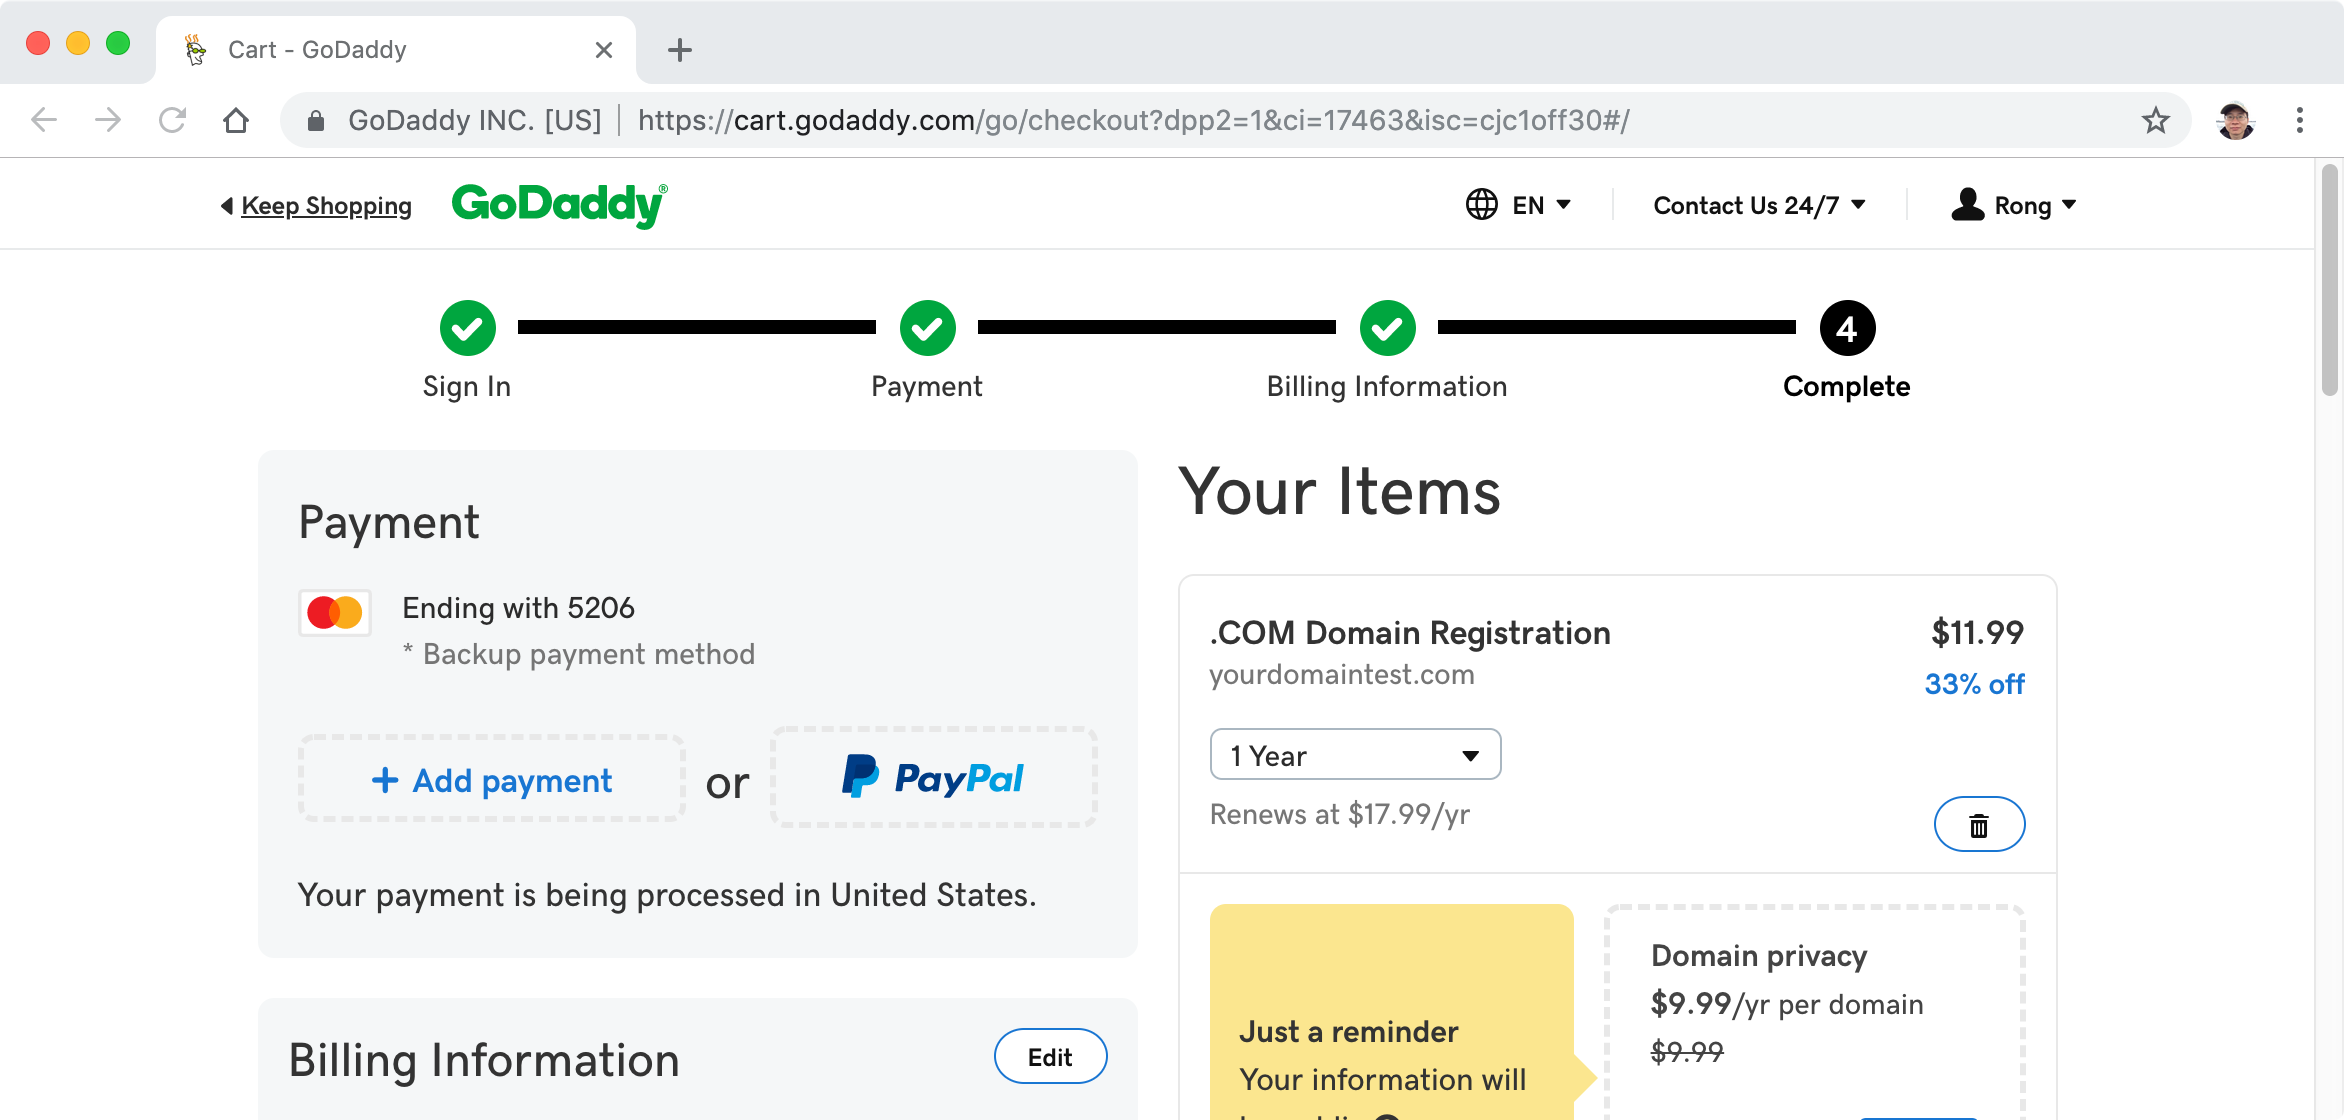 Cart - GoDaddy
GoDaddy INC. [US] | https://cart.godaddy.com/go/checkout?dpp2=1&ci=17463&isc=cjc1off30#/
Keep Shopping
GoDaddy®
EN
Contact Us 24/7
Rong
4
Sign In
Payment
Billing Information
Complete
Payment
Ending with 5206
* Backup payment method
+ Add payment
or
PayPal
Your payment is being processed in United States.
Billing Information
Edit
Your Items
.COM Domain Registration
$11.99
yourdomaintest.com
33% off
1 Year
Renews at $17.99/yr
Just a reminder
Your information will
Domain privacy
$9.99/yr per domain
$9.99